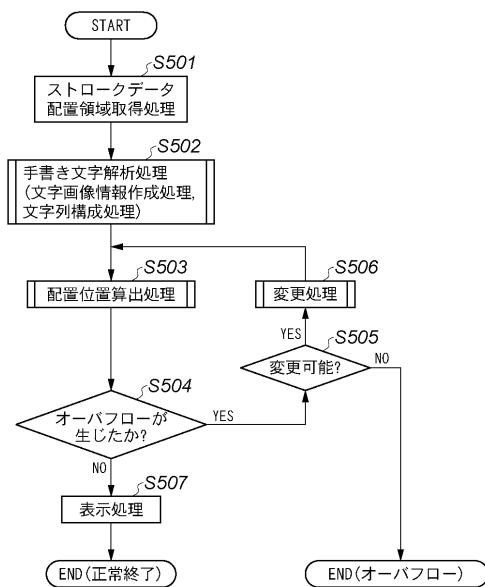 START
S501
ストロークデータ
配置領域取得処理
S502
手書き文字解析処理
(文字画像情報作成処理,
文字列構成処理)
S503
配置位置算出処理
S506
変更処理
YES
S505
変更可能?
NO
S504
オーバフローが
生じたか?
YES
NO
S507
表示処理
END(正常終了)
END(オーバフロー)